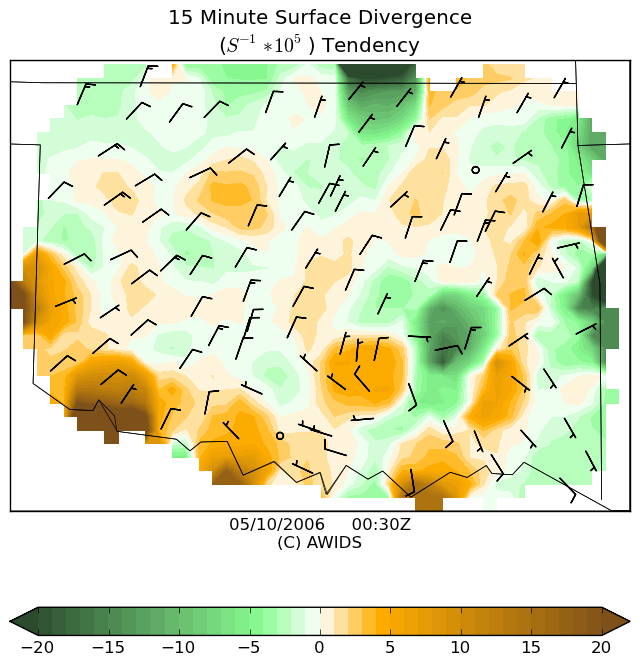 15 Minute Surface Divergence
(S⁻¹ *10⁵ ) Tendency
05/10/2006 00:30Z
(C) AWIDS
−20 −15 −10 −5 0 5 10 15 20